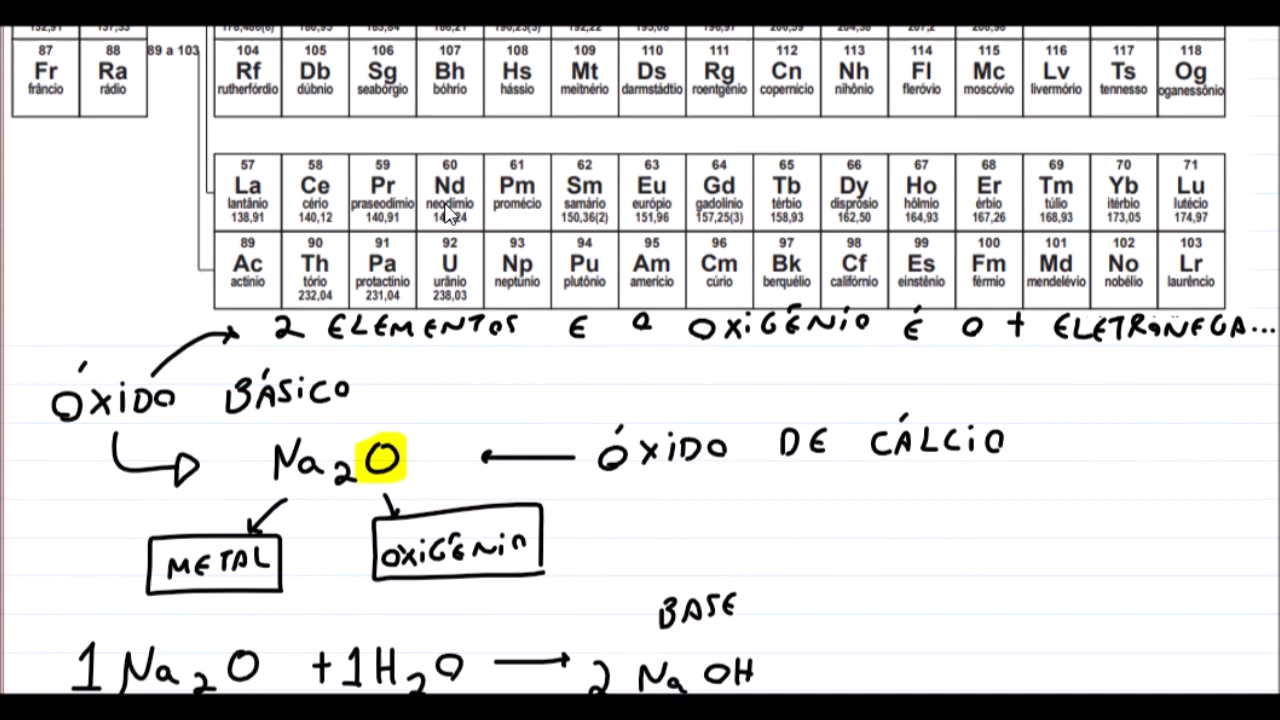 87 88 89 a 103 104 105 106 107 108 109 110 111 112 113 114 115 116 117 118
Fr Ra Rf Db Sg Bh Hs Mt Ds Rg Cn Nh Fl Mc Lv Ts Og
frâncio rádio rutherfórdio dúbnio seabórgio bóhrio hássio meitnério darmstádtio roentgênio copernício nihônio fleróvio moscóvio livermório tennesso oganessônio
57 58 59 60 61 62 63 64 65 66 67 68 69 70 71
La Ce Pr Nd Pm Sm Eu Gd Tb Dy Ho Er Tm Yb Lu
lantânio cério praseodímio neodímio promécio samário európio gadolínio térbio disprósio hôlmio érbio túlio itérbio lutécio
138,91 140,12 140,91 150,36(2) 151,96 157,25(3) 158,93 162,50 164,93 167,26 168,93 173,05 174,97
89 90 91 92 93 94 95 96 97 98 99 100 101 102 103
Ac Th Pa U Np Pu Am Cm Bk Cf Es Fm Md No Lr
actínio tório protactínio urânio neptúnio plutônio amerício cúrio berquélio califórnio einstênio férmio mendelévio nobélio laurêncio
232,04 231,04 238,03
2 ELEMENTOS E O OXIGÊNIO É O + ELETRONEGA...
ÓXIDO BÁSICO
Na2O ← ÓXIDO DE CÁLCIO
METAL OXIGÊNIO
BASE
1 Na2O + 1 H2O → 2 NaOH